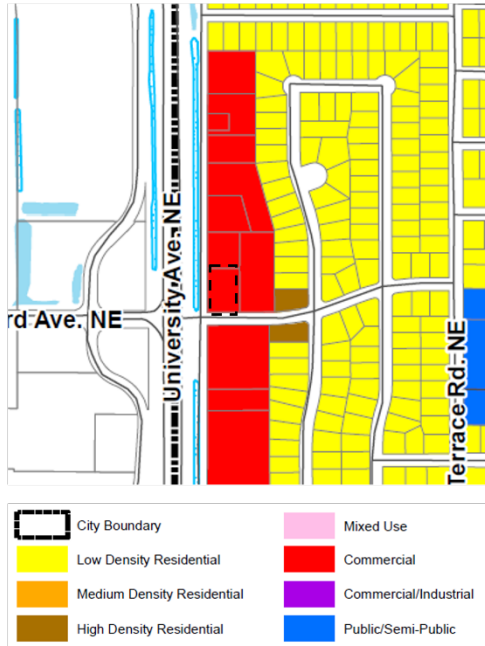 University Ave. NE
rd Ave. NE
Terrace Rd. NE
City Boundary
Mixed Use
Low Density Residential
Commercial
Medium Density Residential
Commercial/Industrial
High Density Residential
Public/Semi-Public